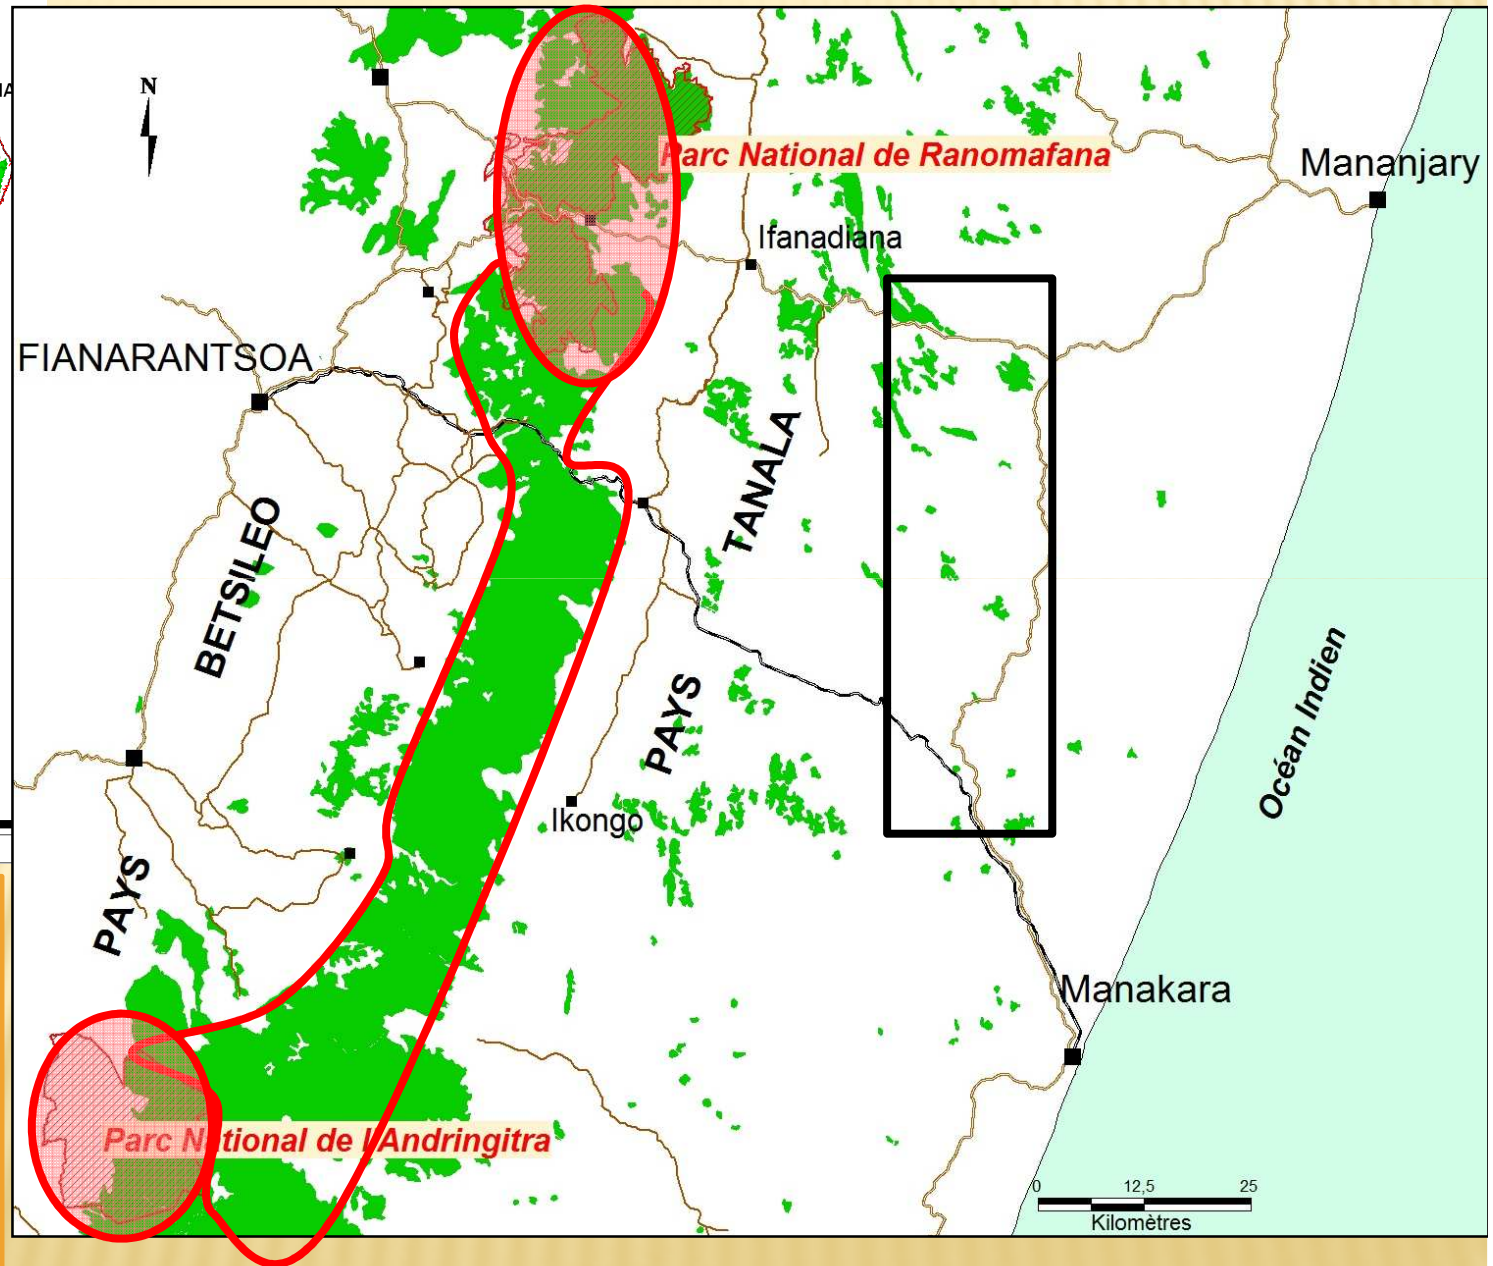 N
Parc National de Ranomafana
Mananjary
Ifanadiana
FIANARANTSOA
TANALA
BETSILEO
PAYS
Océan Indien
Ikongo
PAYS
Manakara
Parc National de l'Andringitra
0 12,5 25
Kilomètres